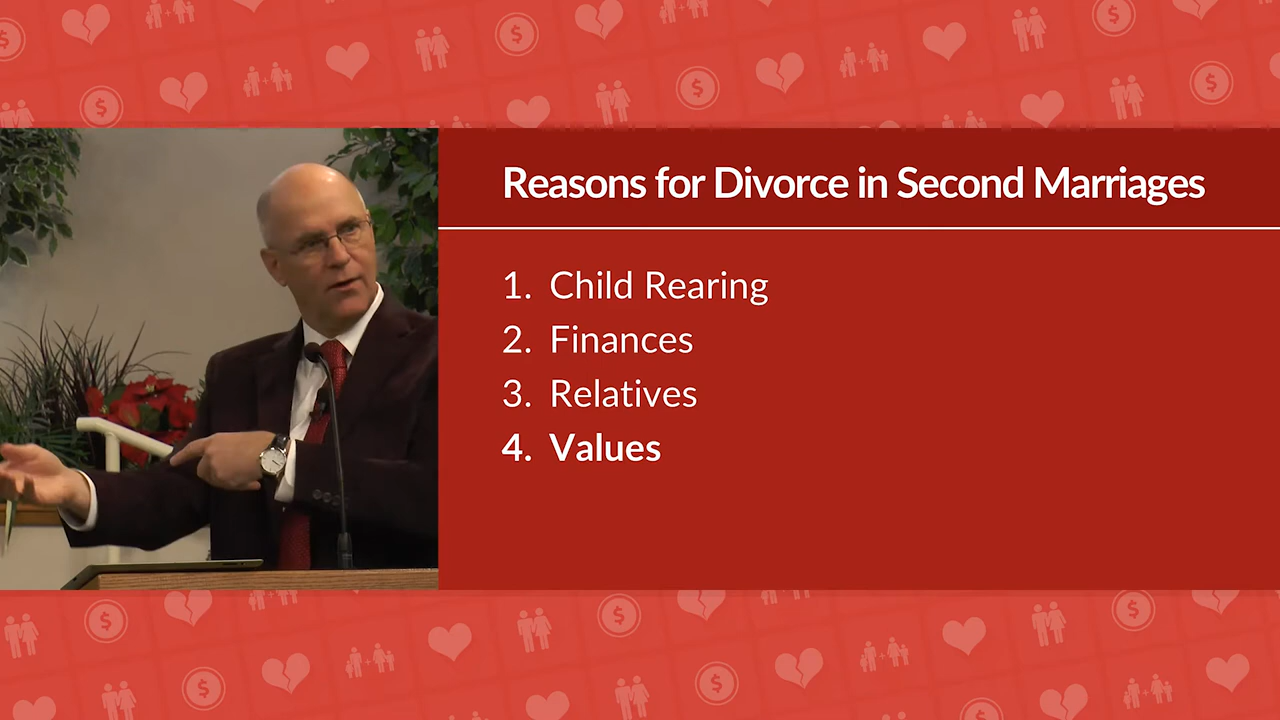 Reasons for Divorce in Second Marriages
1. Child Rearing
2. Finances
3. Relatives
4. Values